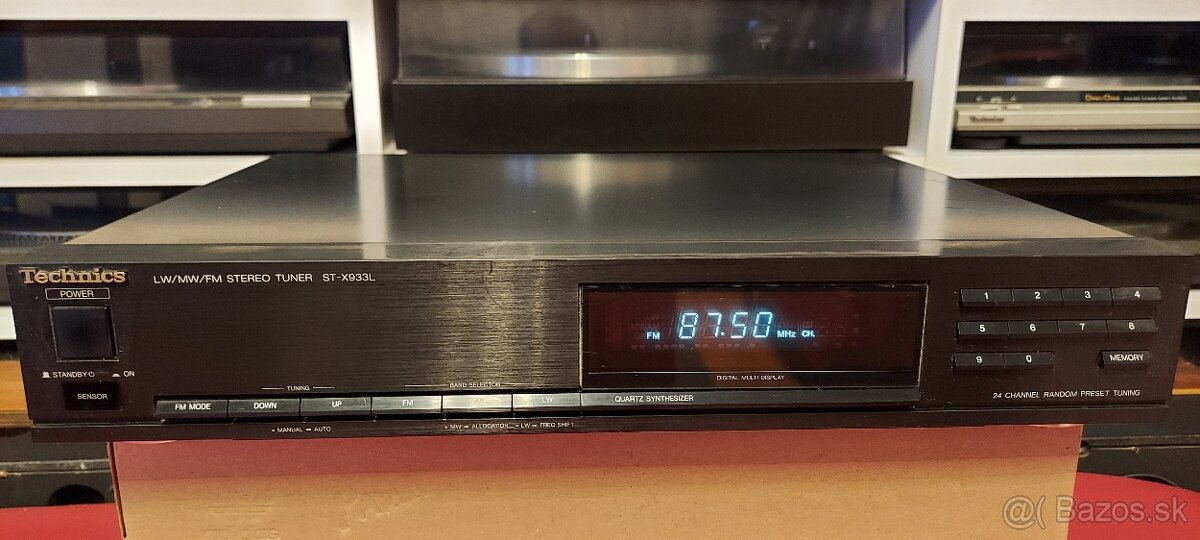 Technics
LW/MW/FM STEREO TUNER ST-X933L
POWER
STANDBY ON
SENSOR
TUNING
BAND SELECTOR
FM MODE DOWN UP FM MW LW QUARTZ SYNTHESIZER
• MANUAL – AUTO
• MW – ALLOCATION • LW – FREQ SHIFT
FM 87.50 MHz CH.
DIGITAL MULTI DISPLAY
1 2 3 4
5 6 7 8
9 0 MEMORY
24 CHANNEL RANDOM PRESET TUNING
Technics
@( Bazos.sk